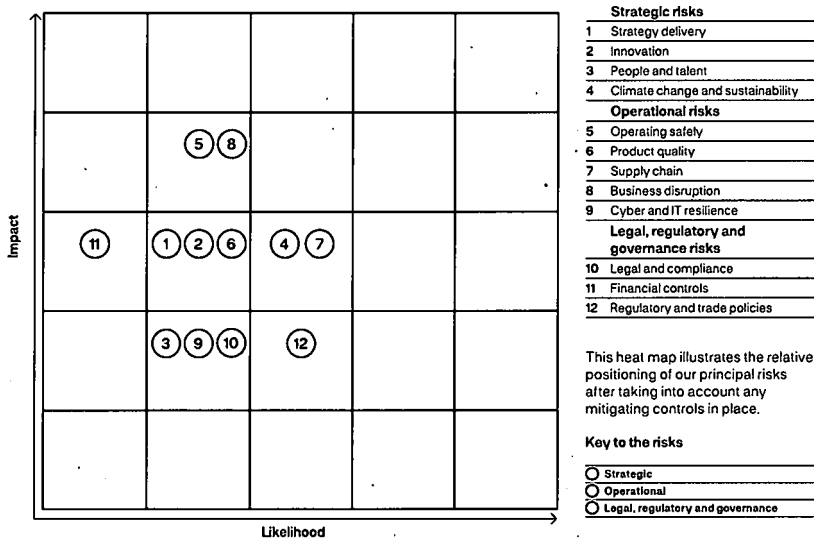 Impact
5 8
11 1 2 6 4 7
3 9 10 12
Likelihood
Strategic risks
1 Strategy delivery
2 Innovation
3 People and talent
4 Climate change and sustainability
Operational risks
5 Operating safely
6 Product quality
7 Supply chain
8 Business disruption
9 Cyber and IT resilience
Legal, regulatory and
governance risks
10 Legal and compliance
11 Financial controls
12 Regulatory and trade policies
This heat map illustrates the relative
positioning of our principal risks
after taking into account any
mitigating controls in place.
Key to the risks
Strategic
Operational
Legal, regulatory and governance